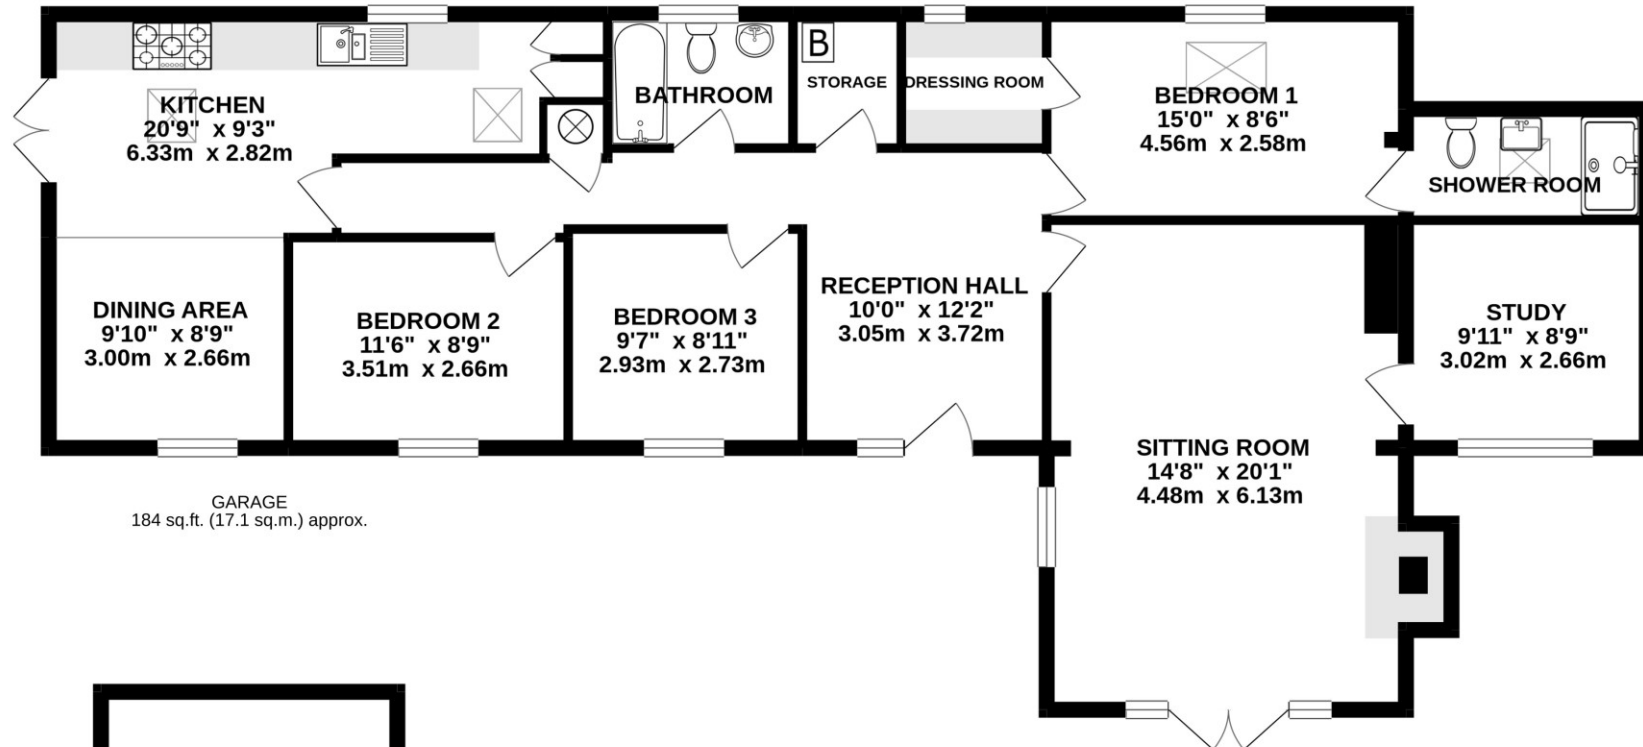 KITCHEN
20'9" x 9'3"
6.33m x 2.82m
BATHROOM
B
STORAGE
DRESSING ROOM
BEDROOM 1
15'0" x 8'6"
4.56m x 2.58m
SHOWER ROOM
DINING AREA
9'10" x 8'9"
3.00m x 2.66m
BEDROOM 2
11'6" x 8'9"
3.51m x 2.66m
BEDROOM 3
9'7" x 8'11"
2.93m x 2.73m
RECEPTION HALL
10'0" x 12'2"
3.05m x 3.72m
STUDY
9'11" x 8'9"
3.02m x 2.66m
SITTING ROOM
14'8" x 20'1"
4.48m x 6.13m
GARAGE
184 sq.ft. (17.1 sq.m.) approx.